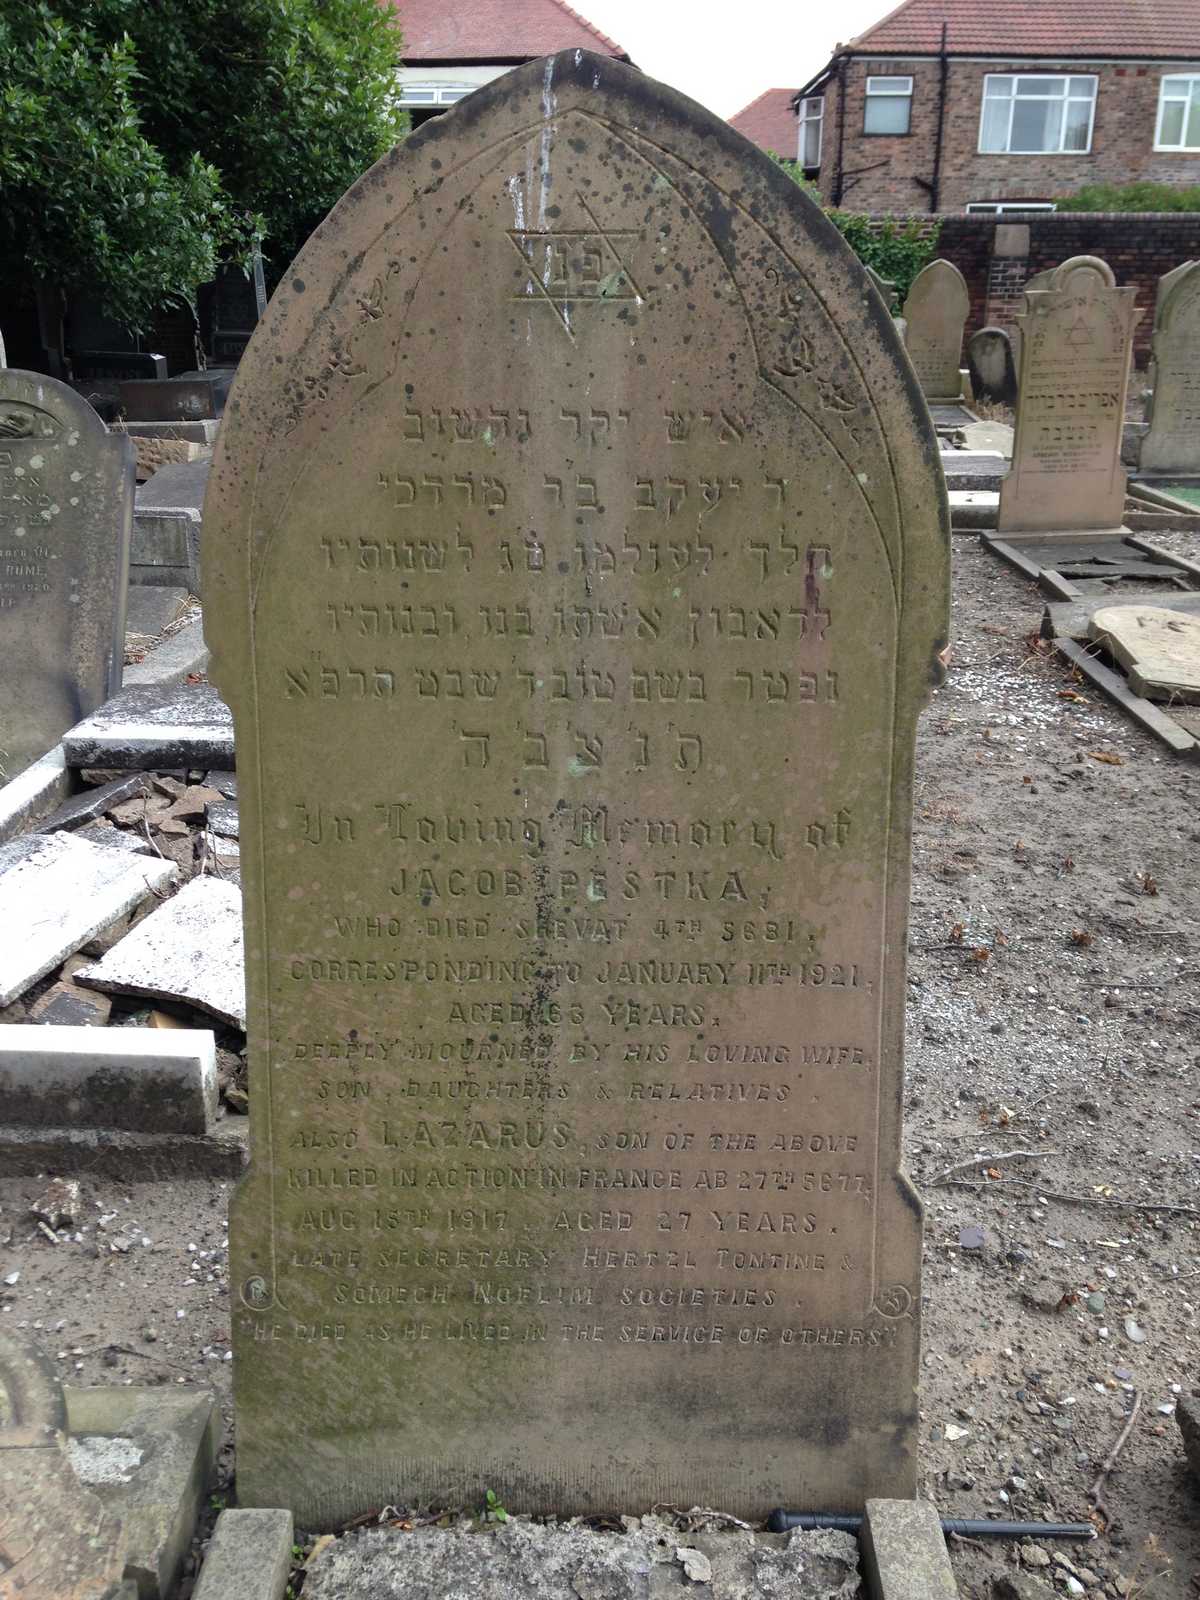 פנ
איש יקר וחשוב
ר יעקב בר מרדכי
הלך לעולמו סג לשנותיו
לדאבון אשתו, בנו, ובנותיו
נפטר בשם טוב ד' שבט תרפ"א
ת' נ' צ' ב' ה'
In Loving Memory of
JACOB PESTKA,
WHO DIED SHEVAT 4TH 5681,
CORRESPONDING TO JANUARY 11TH 1921,
AGED 63 YEARS.
DEEPLY MOURNED BY HIS LOVING WIFE,
SON, DAUGHTERS & RELATIVES.
ALSO LAZARUS, SON OF THE ABOVE
KILLED IN ACTION IN FRANCE AB 27TH 5677,
AUG 15TH 1917, AGED 27 YEARS.
LATE SECRETARY HERTZL TONTINE &
SOMECH NOFLIM SOCIETIES.
"HE DIED AS HE LIVED IN THE SERVICE OF OTHERS".